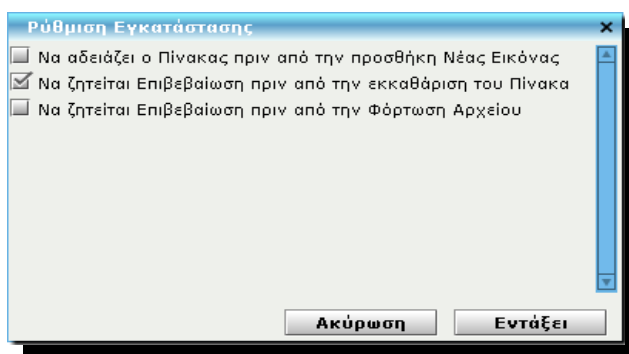 Ρύθμιση Εγκατάστασης
Να αδειάζει ο Πίνακας πριν από την προσθήκη Νέας Εικόνας
Να ζητείται Επιβεβαίωση πριν από την εκκαθάριση του Πίνακα
Να ζητείται Επιβεβαίωση πριν από την Φόρτωση Αρχείου
Ακύρωση Εντάξει